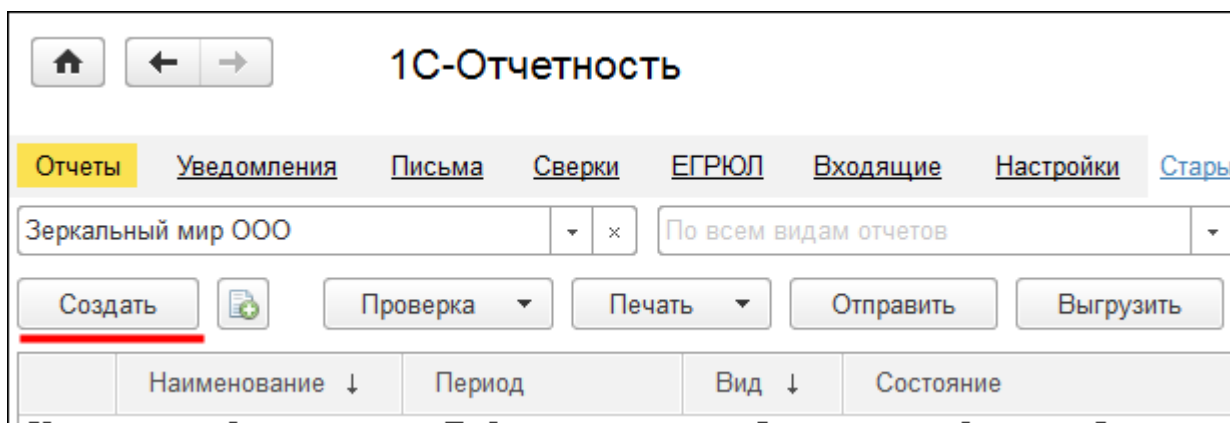 1С-Отчетность
Отчеты Уведомления Письма Сверки ЕГРЮЛ Входящие Настройки
Зеркальный мир ООО По всем видам отчетов
Создать Проверка Печать Отправить Выгрузить
Наименование ↓ Период Вид ↓ Состояние